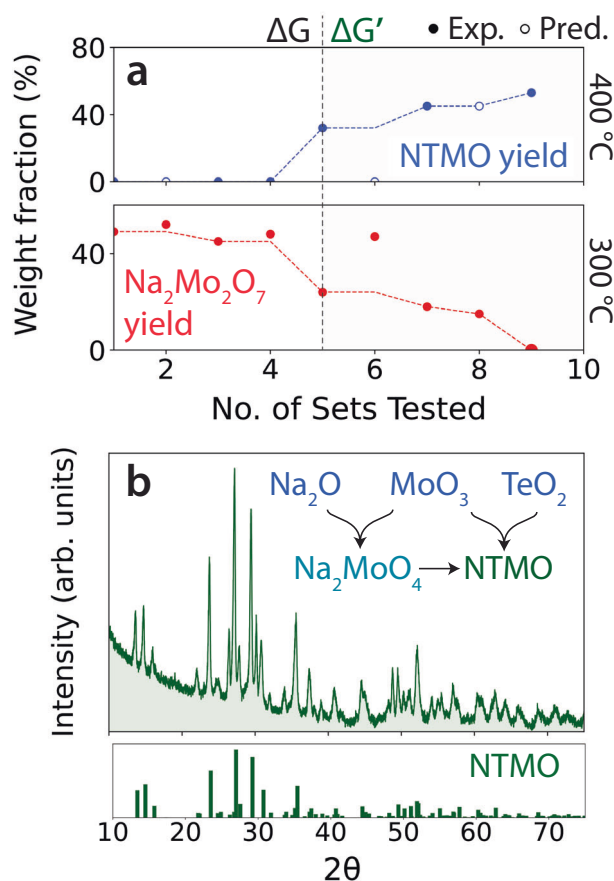 ΔG ΔG’ ● Exp. ○ Pred.
a
Weight fraction (%)
80
40
0
NTMO yield
400 °C
40
0
Na₂Mo₂O₇
yield
300 °C
2 4 6 8 10
No. of Sets Tested
b
Intensity (arb. units)
Na₂O MoO₃ TeO₂
Na₂MoO₄ NTMO
NTMO
10 20 30 40 50 60 70
2θ